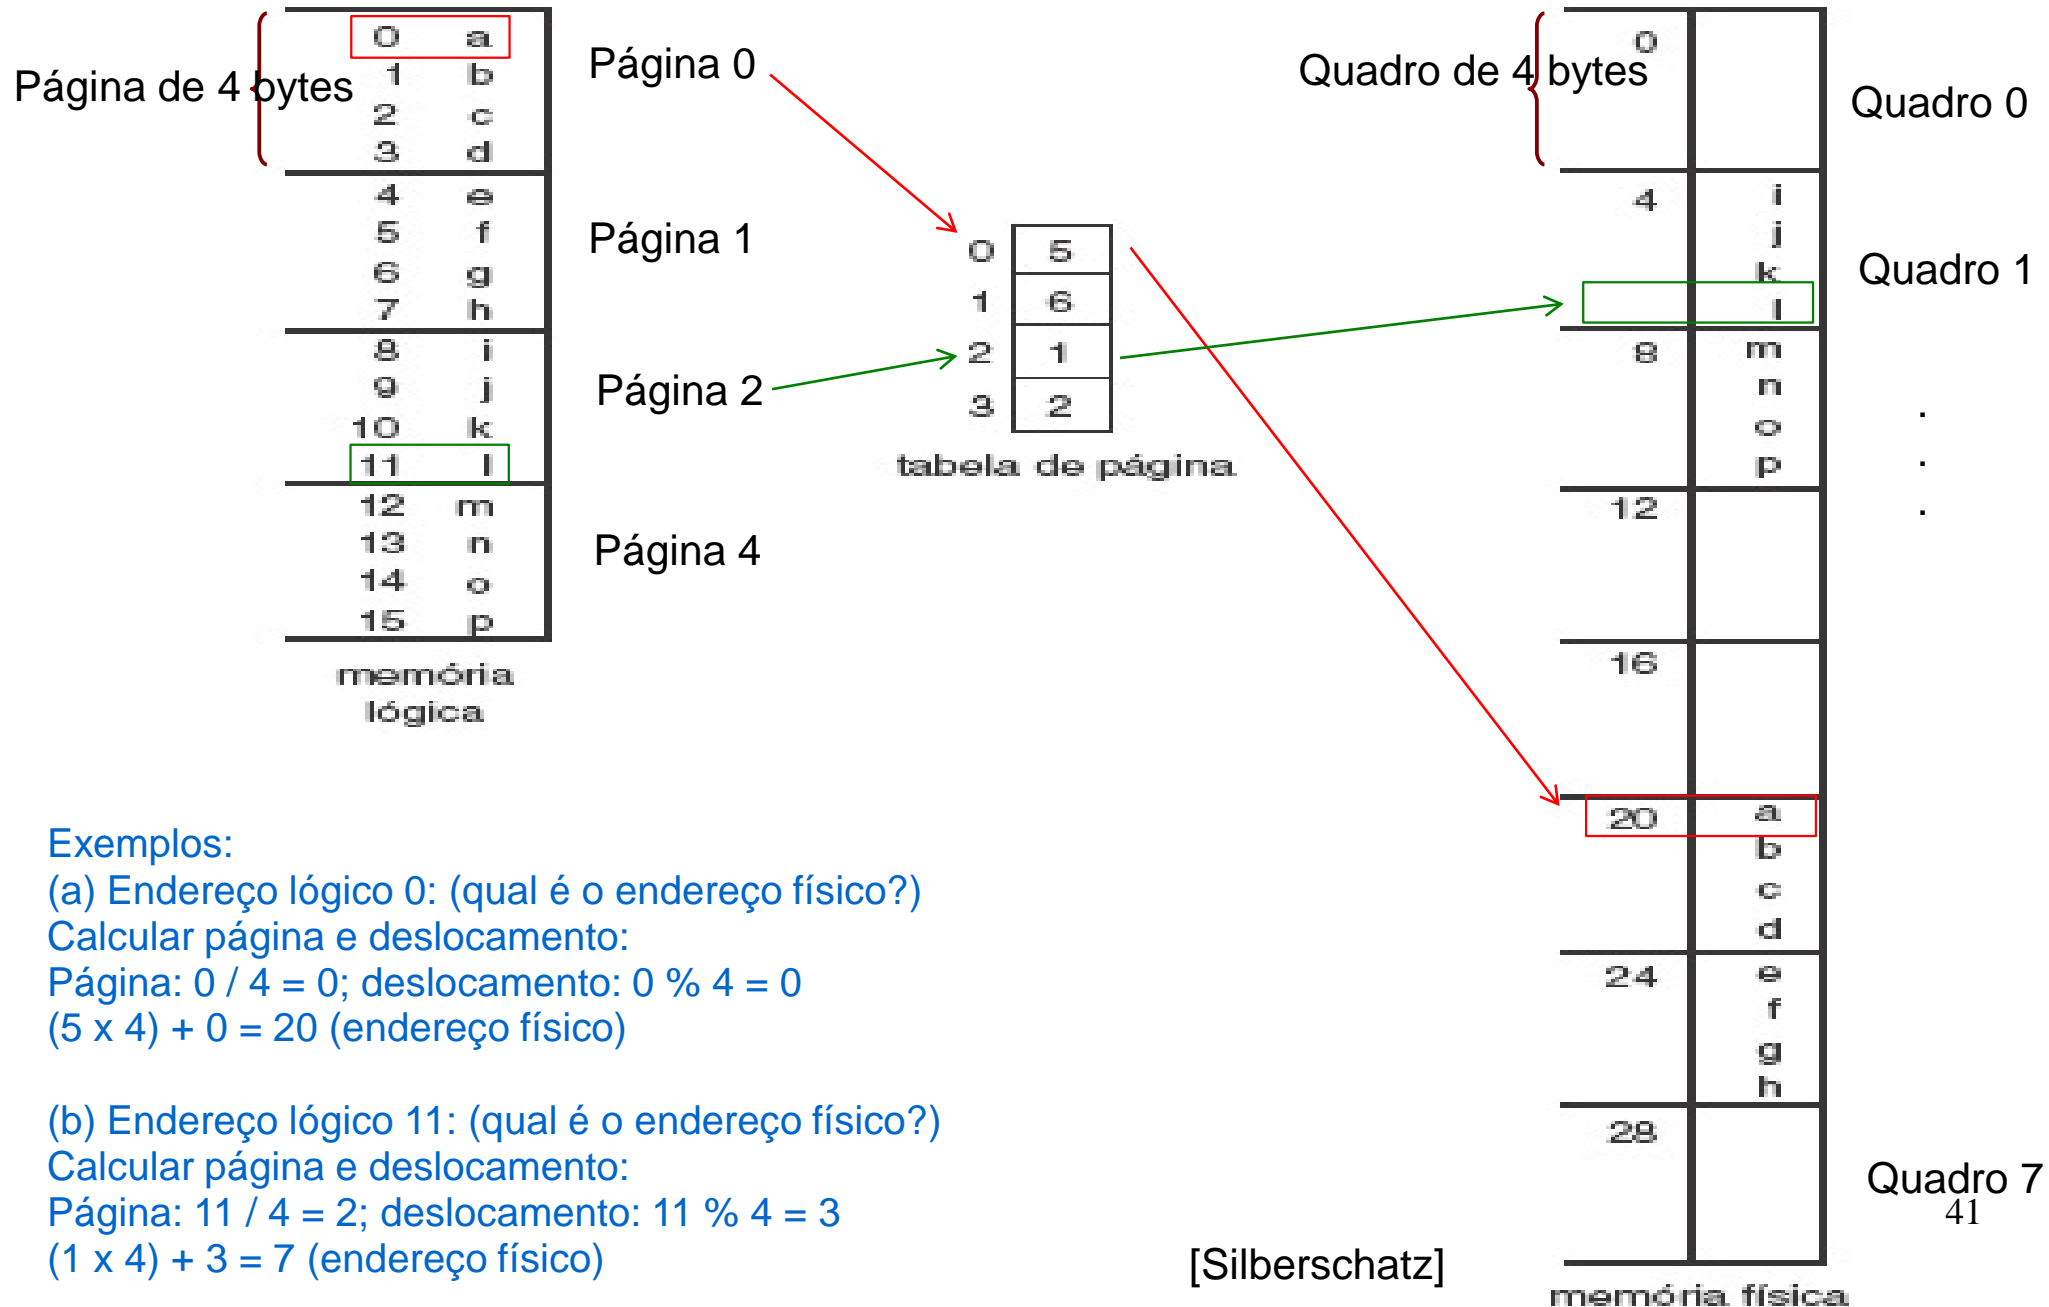 Página de 4 bytes
0 a
1 b
2 c
3 d
4 e
5 f
6 g
7 h
8 i
9 j
10 k
11 l
12 m
13 n
14 o
15 p
memória
lógica
Página 0
Página 1
Página 2
Página 4
0 5
1 6
2 1
3 2
tabela de página
Quadro de 4 bytes
0
4 i
j
k
l
8 m
n
o
p
12
16
20 a
b
c
d
24 e
f
g
h
28
memória física
Quadro 0
Quadro 1
.
.
.
Quadro 7
41
Exemplos:
(a) Endereço lógico 0: (qual é o endereço físico?)
Calcular página e deslocamento:
Página: 0 / 4 = 0; deslocamento: 0 % 4 = 0
(5 x 4) + 0 = 20 (endereço físico)
(b) Endereço lógico 11: (qual é o endereço físico?)
Calcular página e deslocamento:
Página: 11 / 4 = 2; deslocamento: 11 % 4 = 3
(1 x 4) + 3 = 7 (endereço físico)
[Silberschatz]